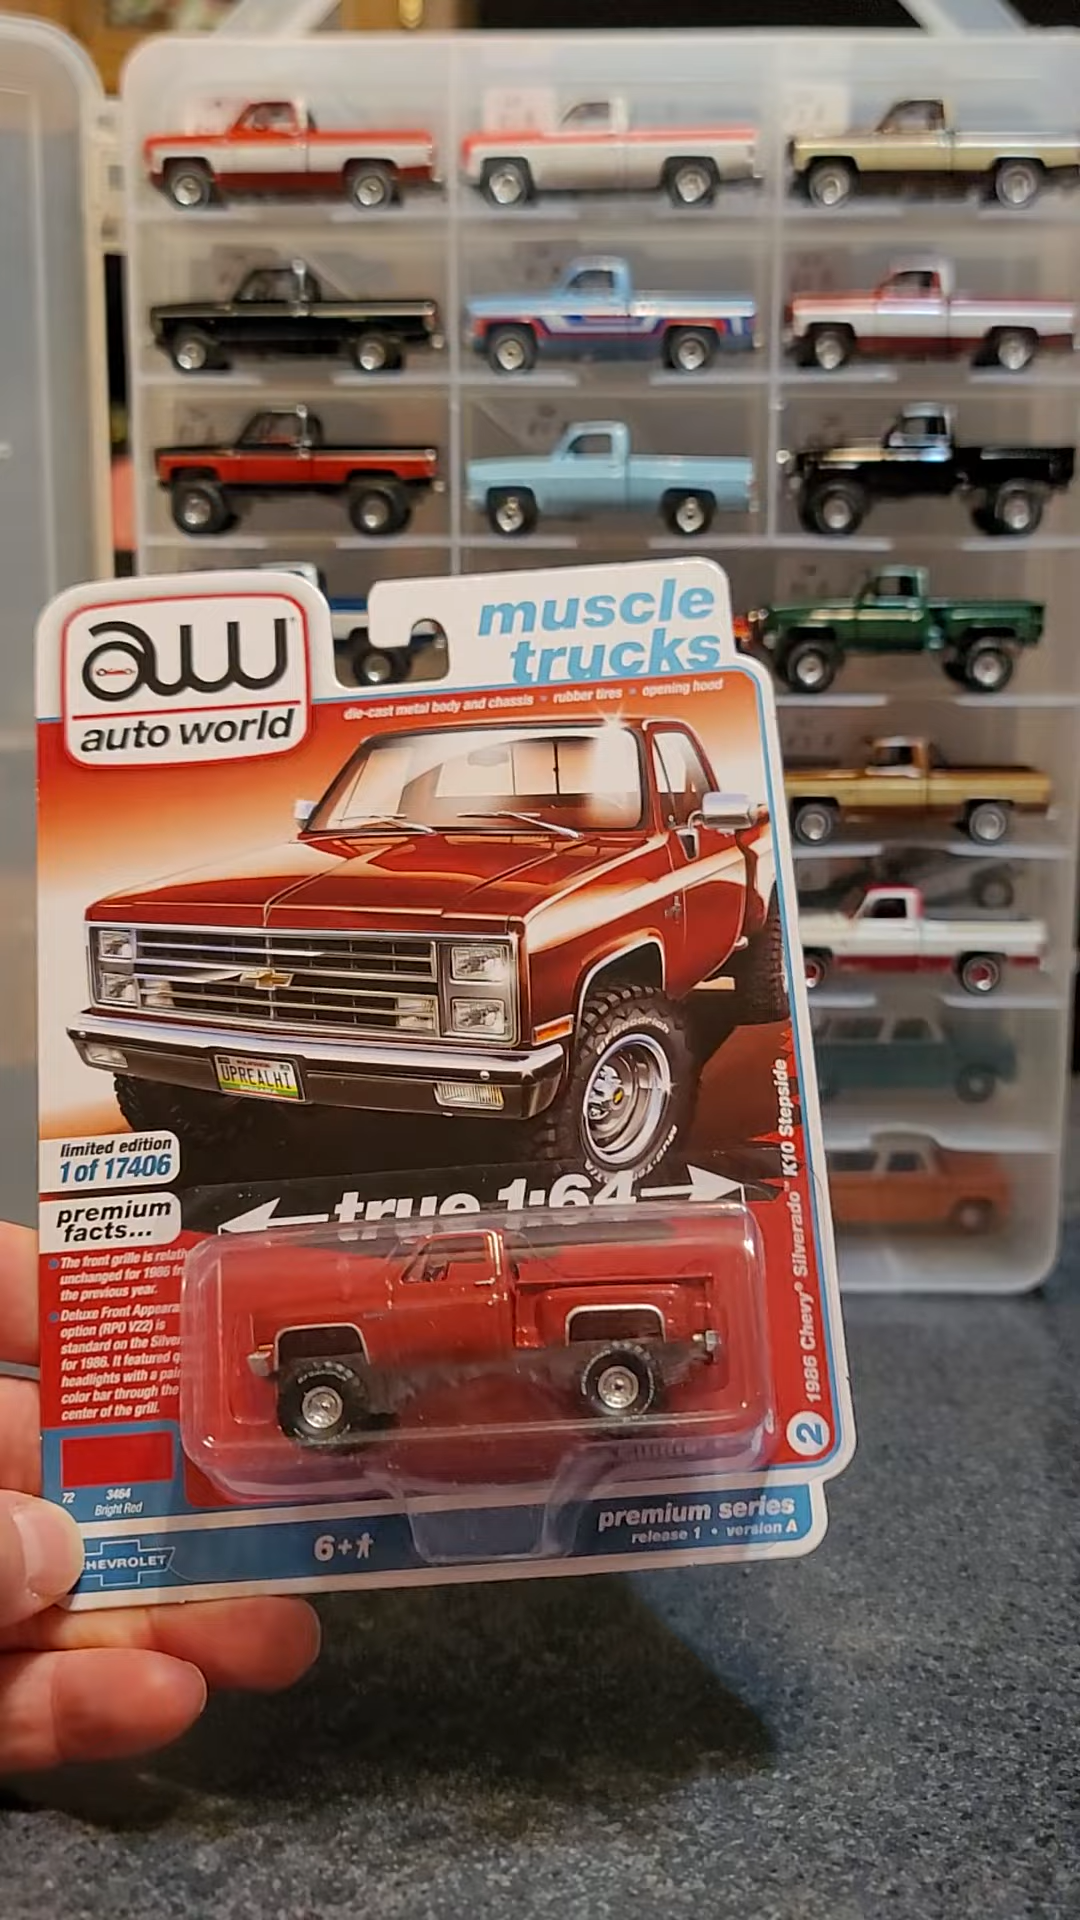 aw
auto world
muscle
trucks
die-cast metal body and chassis • rubber tires • opening hood
UPREALHI
BFGoodrich
limited edition
1 of 17406
true 1:64
premium
facts...
The front grille is relativ
unchanged for 1986 fr
the previous year.
Deluxe Front Appeara
option (RPO V22) is
standard on the Silver
for 1986. It featured q
headlights with a pai
color bar through the
center of the grill.
72 3464
Bright Red
CHEVROLET
6+
premium series
release 1 • version A
2 1986 Chevy® Silverado™ K10 Stepside